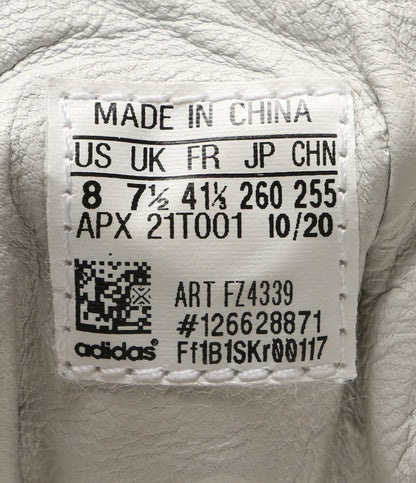 MADE IN CHINA
US UK FR JP CHN
8 7½ 41⅓ 260 255
APX 21T001 10/20
ART FZ4339
#126628871
adidas® Ff1B1SKr00117